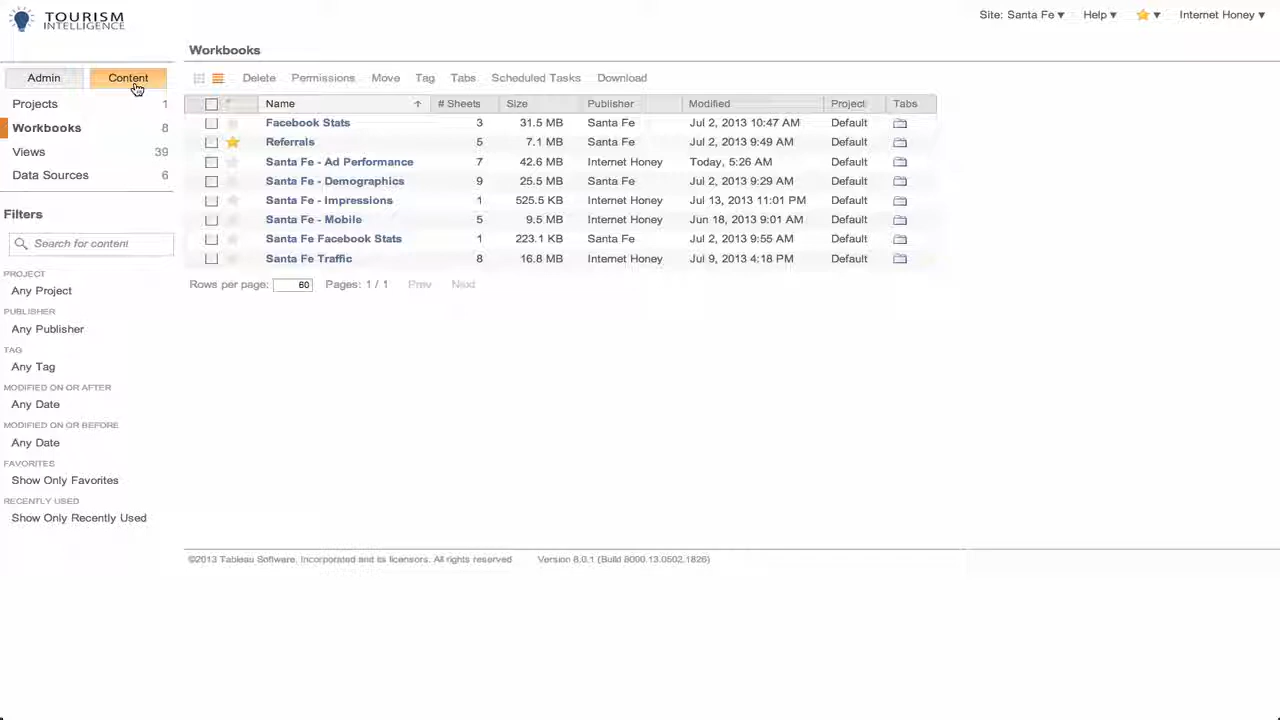 TOURISM
INTELLIGENCE
Site: Santa Fe ▾ Help ▾ ▾ Internet Honey ▾
Workbooks
Admin Content
Delete Permissions Move Tag Tabs Scheduled Tasks Download
Projects 1
Workbooks 8
Views 39
Data Sources 6
Name ↑ # Sheets Size Publisher Modified Project Tabs
Facebook Stats 3 31.5 MB Santa Fe Jul 2, 2013 10:47 AM Default
Referrals 5 7.1 MB Santa Fe Jul 2, 2013 9:49 AM Default
Santa Fe - Ad Performance 7 42.6 MB Internet Honey Today, 5:26 AM Default
Santa Fe - Demographics 9 25.5 MB Santa Fe Jul 2, 2013 9:29 AM Default
Santa Fe - Impressions 1 525.5 KB Internet Honey Jul 13, 2013 11:01 PM Default
Santa Fe - Mobile 5 9.5 MB Internet Honey Jun 18, 2013 9:01 AM Default
Santa Fe Facebook Stats 1 223.1 KB Santa Fe Jul 2, 2013 9:55 AM Default
Santa Fe Traffic 8 16.8 MB Internet Honey Jul 9, 2013 4:18 PM Default
Rows per page: 60 Pages: 1 / 1 Prev Next
Filters
Search for content
PROJECT
Any Project
PUBLISHER
Any Publisher
TAG
Any Tag
MODIFIED ON OR AFTER
Any Date
MODIFIED ON OR BEFORE
Any Date
FAVORITES
Show Only Favorites
RECENTLY USED
Show Only Recently Used
©2013 Tableau Software, Incorporated and its licensors. All rights reserved Version 8.0.1 (Build 8000.13.0502.1826)